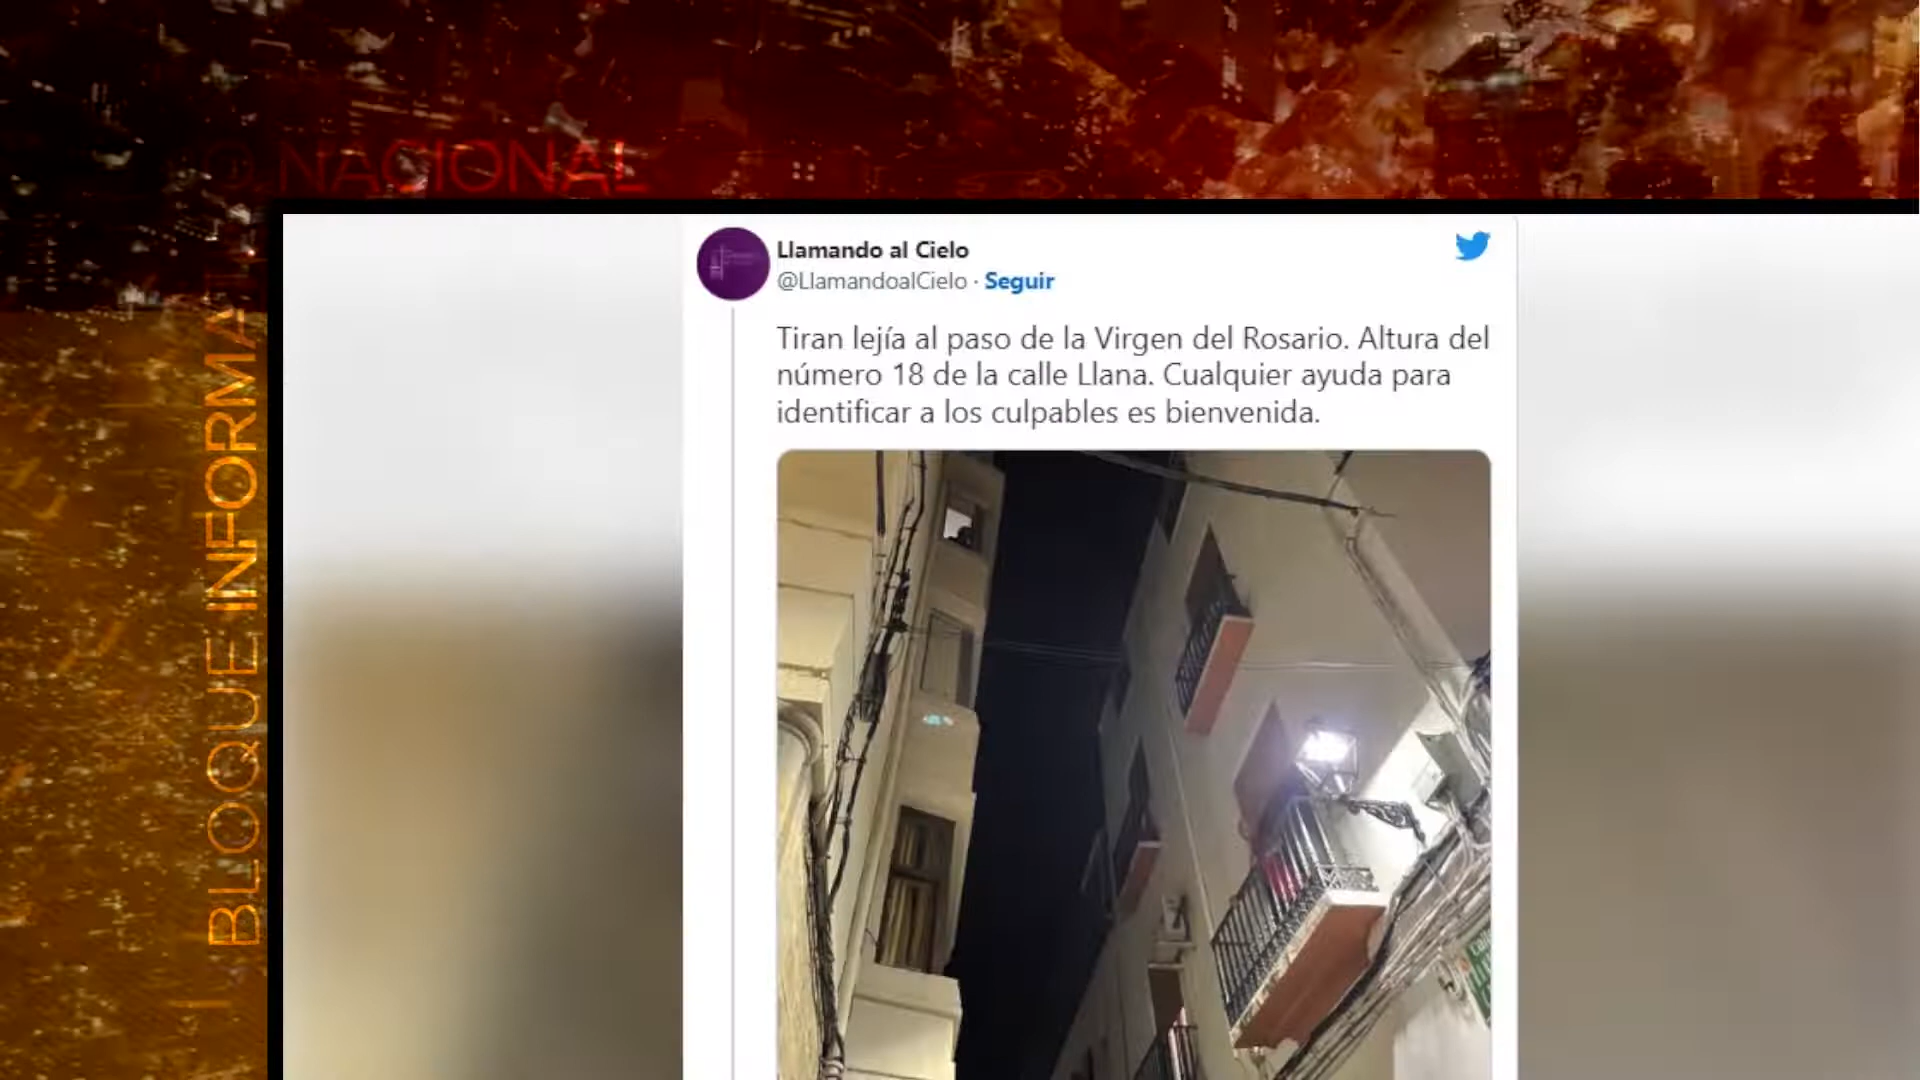 NACIONAL
BLOQUE INFORMA
Llamando al Cielo
@LlamandoalCielo · Seguir
Tiran lejía al paso de la Virgen del Rosario. Altura del
número 18 de la calle Llana. Cualquier ayuda para
identificar a los culpables es bienvenida.